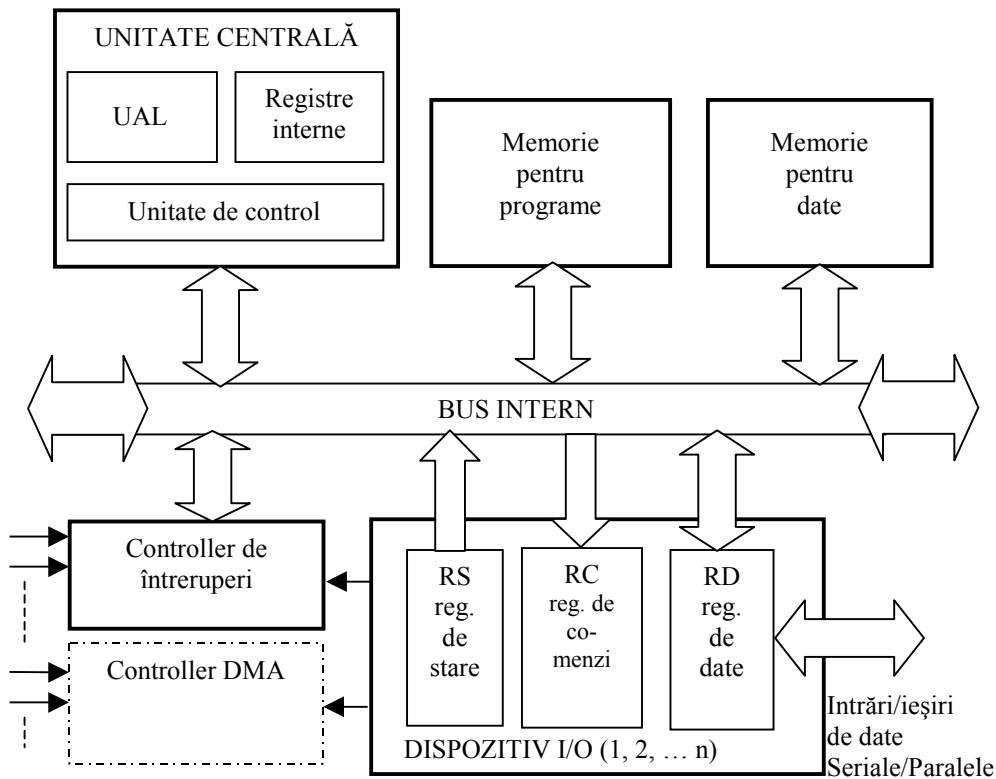 UNITATE CENTRALĂ
UAL
Registre
interne
Unitate de control
Memorie
pentru
programe
Memorie
pentru
date
BUS INTERN
Controller de
întreruperi
Controller DMA
RS
reg.
de
stare
RC
reg. de
co-
menzi
RD
reg.
de
date
DISPOZITIV I/O (1, 2, … n)
Intrări/ieşiri
de date
Seriale/Paralele